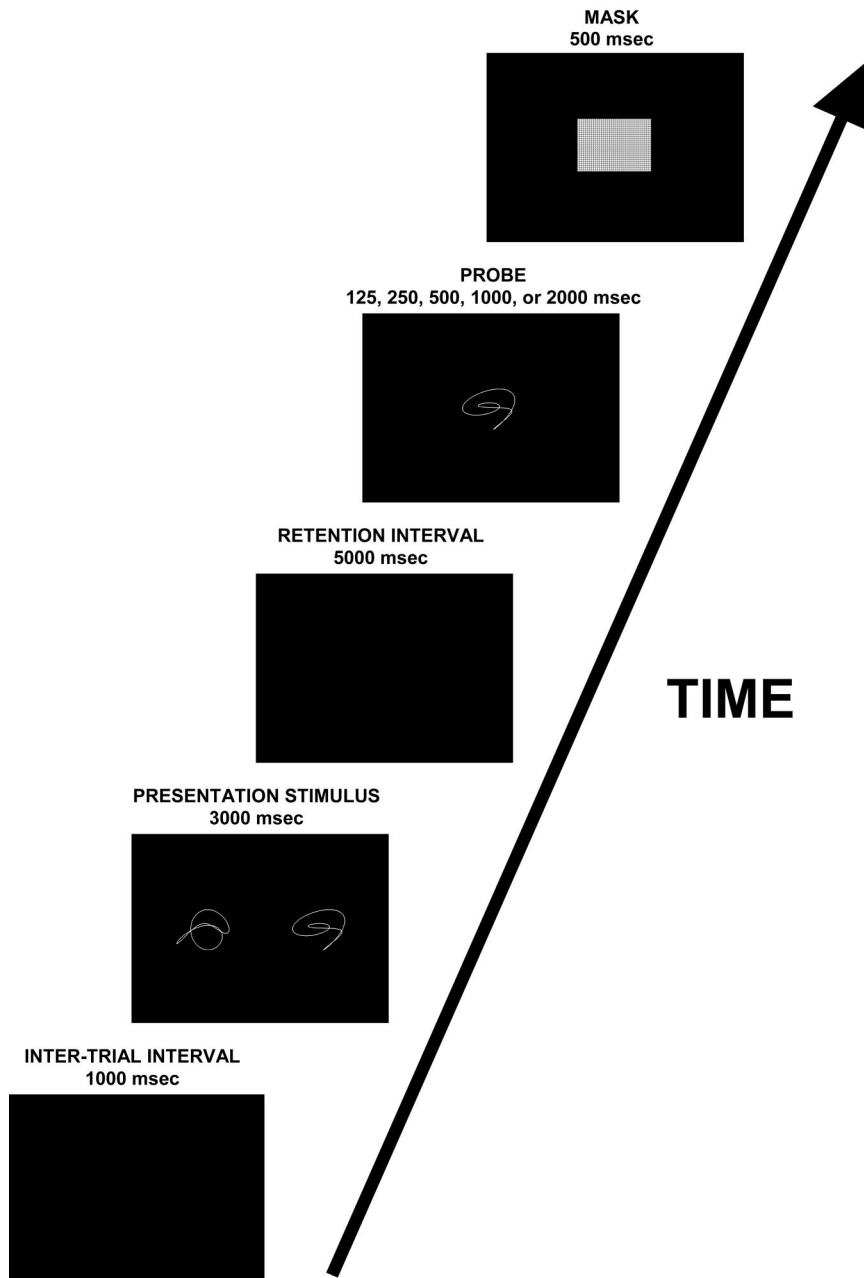 MASK
500 msec
PROBE
125, 250, 500, 1000, or 2000 msec
RETENTION INTERVAL
5000 msec
TIME
PRESENTATION STIMULUS
3000 msec
INTER-TRIAL INTERVAL
1000 msec